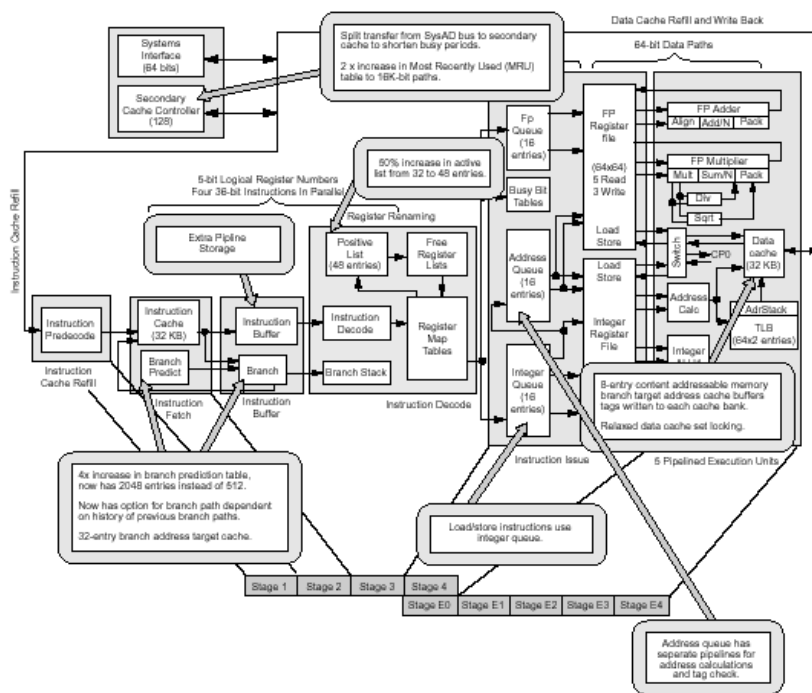 Data Cache Refill and Write Back
Split transfer from SysAD bus to secondary
cache to shorten busy periods.
2 x increase in Most Recently Used (MRU)
table to 16K-bit paths.
Systems
Interface
(64 bits)
Secondary
Cache Controller
(128)
64-bit Data Paths
Fp
Queue
(16
entries)
FP
Register
file
(64x64)
5 Read
3 Write
FP Adder
Align
Add/N
Pack
FP Multiplier
Mult
Sum/N
Pack
Div
Sqrt
Busy Bit
Tables
50% increase in active
list from 32 to 48 entries.
5-bit Logical Register Numbers
Four 36-bit Instructions In Parallel
Register Renaming
Extra Pipline
Storage
Positive
List
(48 entries)
Free
Register
Lists
Address
Queue (16
entries)
Load
Store
Load
Store
Switch
CP0
Data
cache
(32 KB)
Address
Calc
AdrStack
TLB
(64x2 entries)
Instruction Cache Refill
Instruction
Predecode
Instruction
Cache
(32 KB)
Instruction
Buffer
Instruction
Decode
Register
Map
Tables
Integer
Register
File
Integer
Branch
Predict
Branch
Branch Stack
Integer
Queue
(16
entries)
Instruction
Cache Refill
Instruction
Fetch
Instruction
Buffer
Instruction Decode
8-entry content addressable memory
branch target address cache buffers
tags written to each cache bank.
Relaxed data cache set locking.
Instruction Issue
5 Pipelined Execution Units
4x increase in branch prediction table,
now has 2048 entries instead of 512.
Now has option for branch path dependent
on history of previous branch paths.
32-entry branch address target cache.
Load/store instructions use
integer queue.
Stage 1
Stage 2
Stage 3
Stage 4
Stage E0
Stage E1
Stage E2
Stage E3
Stage E4
Address queue has
seperate pipelines for
address calculations
and tag check.